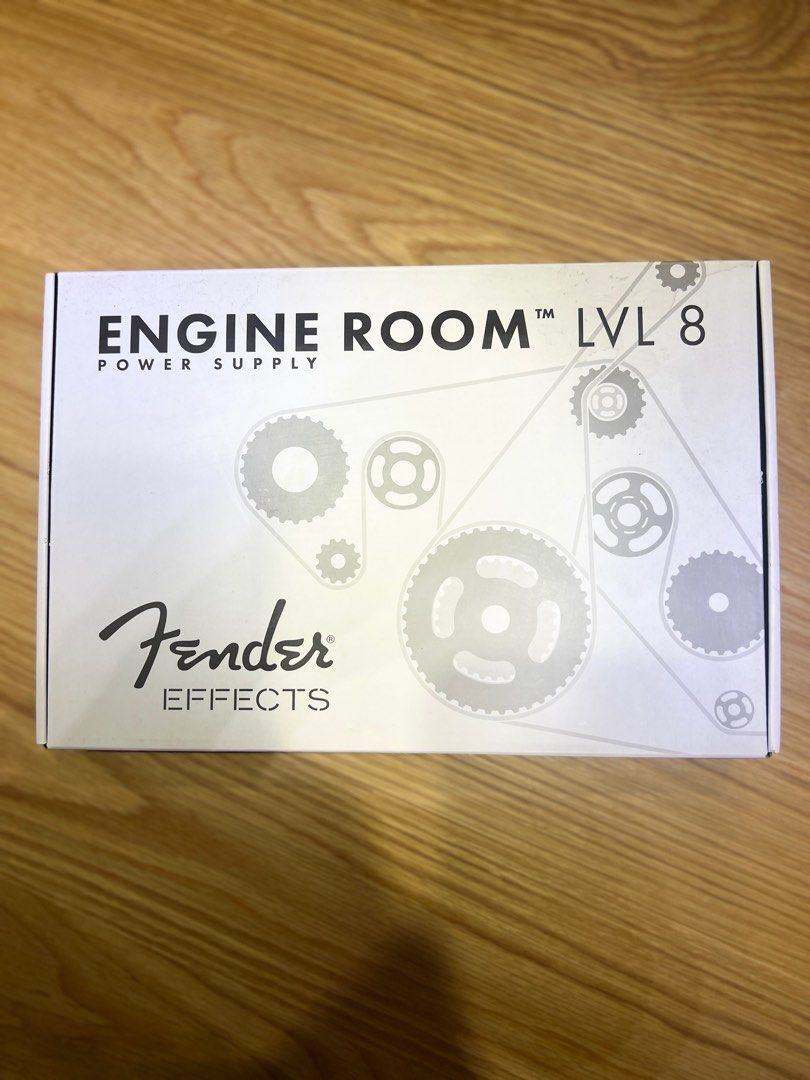 ENGINE ROOM™ LVL 8
POWER SUPPLY
Fender®
EFFECTS